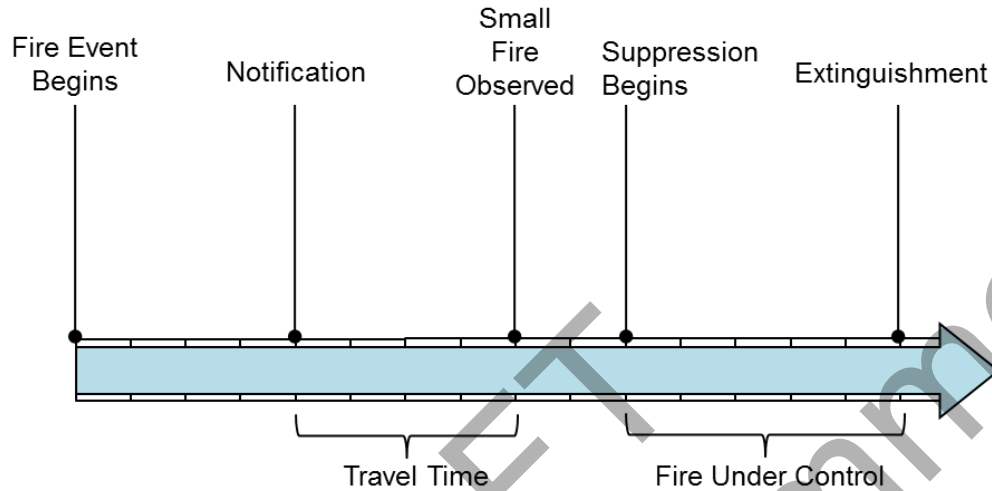 Fire Event
Begins
Notification
Small
Fire
Observed
Suppression
Begins
Extinguishment
Travel Time
Fire Under Control